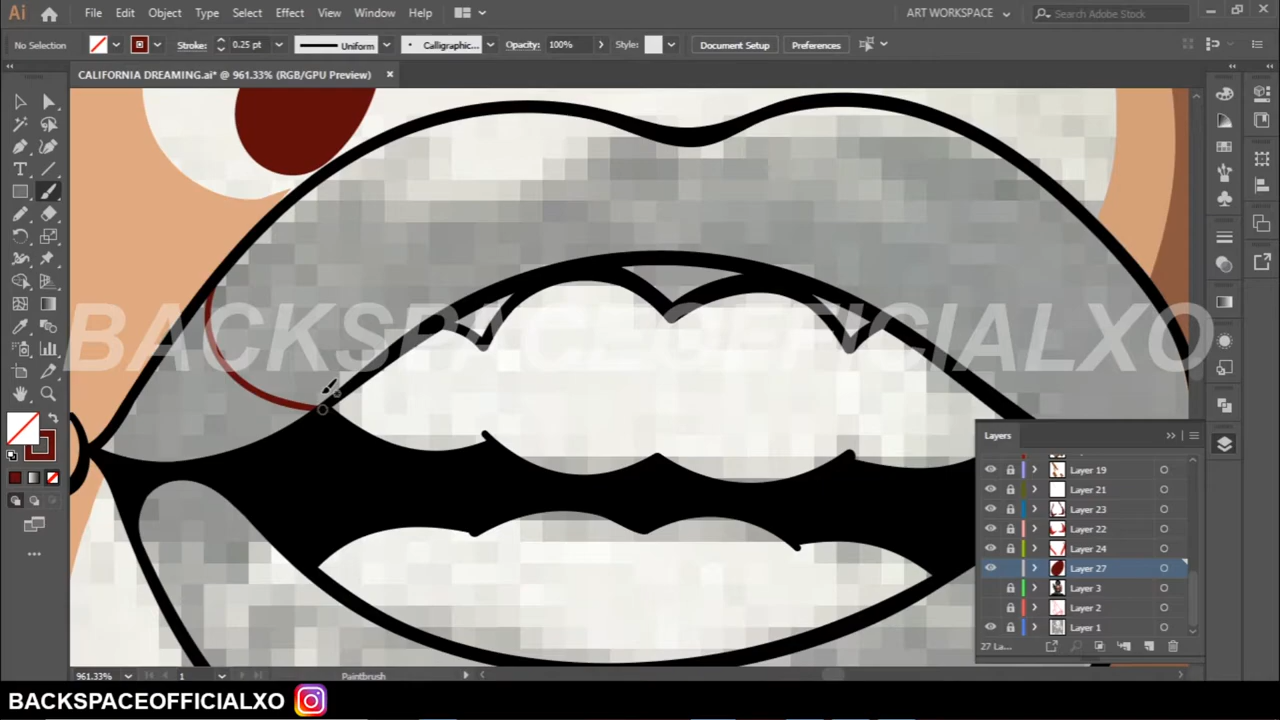 Ai File Edit Object Type Select Effect View Window Help ART WORKSPACE Search Adobe Stock
No Selection Stroke: 0.25 pt Uniform Calligraphic... Opacity: 100% Style: Document Setup Preferences
CALIFORNIA DREAMING.ai* @ 961.33% (RGB/GPU Preview)
BACKSPACEOFFICIALXO
Layers
Layer 19
Layer 21
Layer 23
Layer 22
Layer 24
Layer 27
Layer 3
Layer 2
Layer 1
27 La...
961.33% 1 Paintbrush
BACKSPACEOFFICIALXO